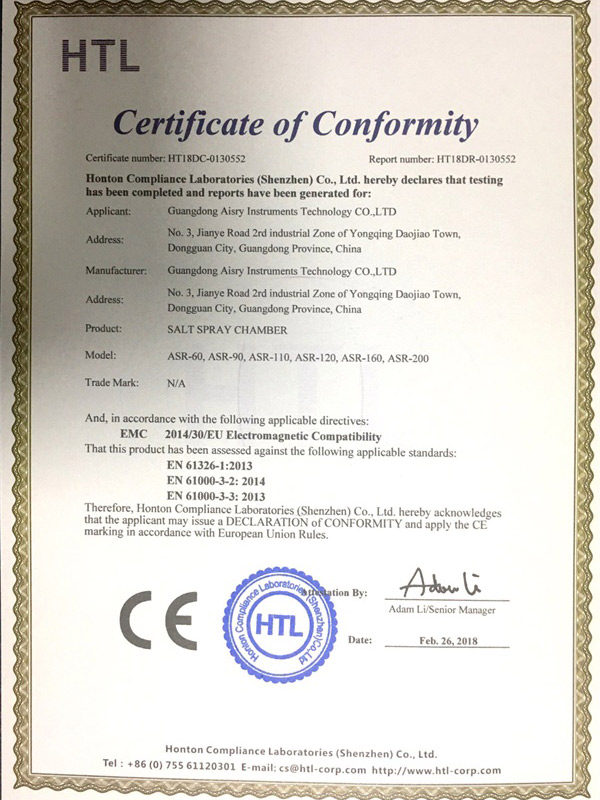 HTL
Certificate of Conformity
Certificate number: HT18DC-0130552 Report number: HT18DR-0130552
Honton Compliance Laboratories (Shenzhen) Co., Ltd. hereby declares that testing
has been completed and reports have been generated for:
Applicant: Guangdong Aisry Instruments Technology CO.,LTD
Address: No. 3, Jianye Road 2rd industrial Zone of Yongqing Daojiao Town,
Dongguan City, Guangdong Province, China
Manufacturer: Guangdong Aisry Instruments Technology CO.,LTD
Address: No. 3, Jianye Road 2rd industrial Zone of Yongqing Daojiao Town,
Dongguan City, Guangdong Province, China
Product: SALT SPRAY CHAMBER
Model: ASR-60, ASR-90, ASR-110, ASR-120, ASR-160, ASR-200
Trade Mark: N/A
And, in accordance with the following applicable directives:
EMC 2014/30/EU Electromagnetic Compatibility
That this product has been assessed against the following applicable standards:
EN 61326-1:2013
EN 61000-3-2: 2014
EN 61000-3-3: 2013
Therefore, Honton Compliance Laboratories (Shenzhen) Co., Ltd. hereby acknowledges
that the applicant may issue a DECLARATION of CONFORMITY and apply the CE
marking in accordance with European Union Rules.
CE
Honton Compliance Laboratories (Shenzhen) Co., Ltd
HTL
Attestation By: Adam Li
Adam Li/Senior Manager
Date: Feb. 26, 2018
Honton Compliance Laboratories (Shenzhen) Co., Ltd.
Tel : +86 (0) 755 61120301 E-mail: cs@htl-corp.com http://www.htl-corp.com